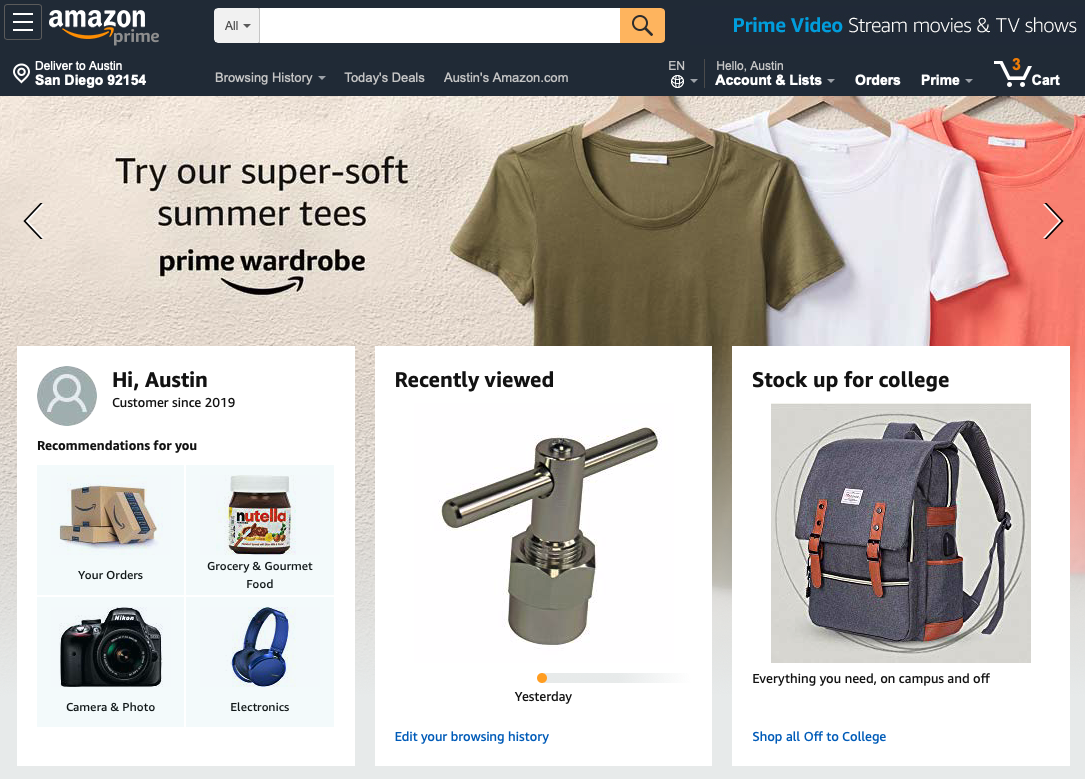 amazon
prime
All
Prime Video Stream movies & TV shows
Deliver to Austin
San Diego 92154
Browsing History
Today's Deals
Austin's Amazon.com
EN
Hello, Austin
Account & Lists
Orders
Prime
3
Cart
Try our super-soft
summer tees
prime wardrobe
Hi, Austin
Customer since 2019
Recommendations for you
Your Orders
nutella
Grocery & Gourmet
Food
Nikon
Camera & Photo
Electronics
Recently viewed
Yesterday
Edit your browsing history
Stock up for college
Everything you need, on campus and off
Shop all Off to College